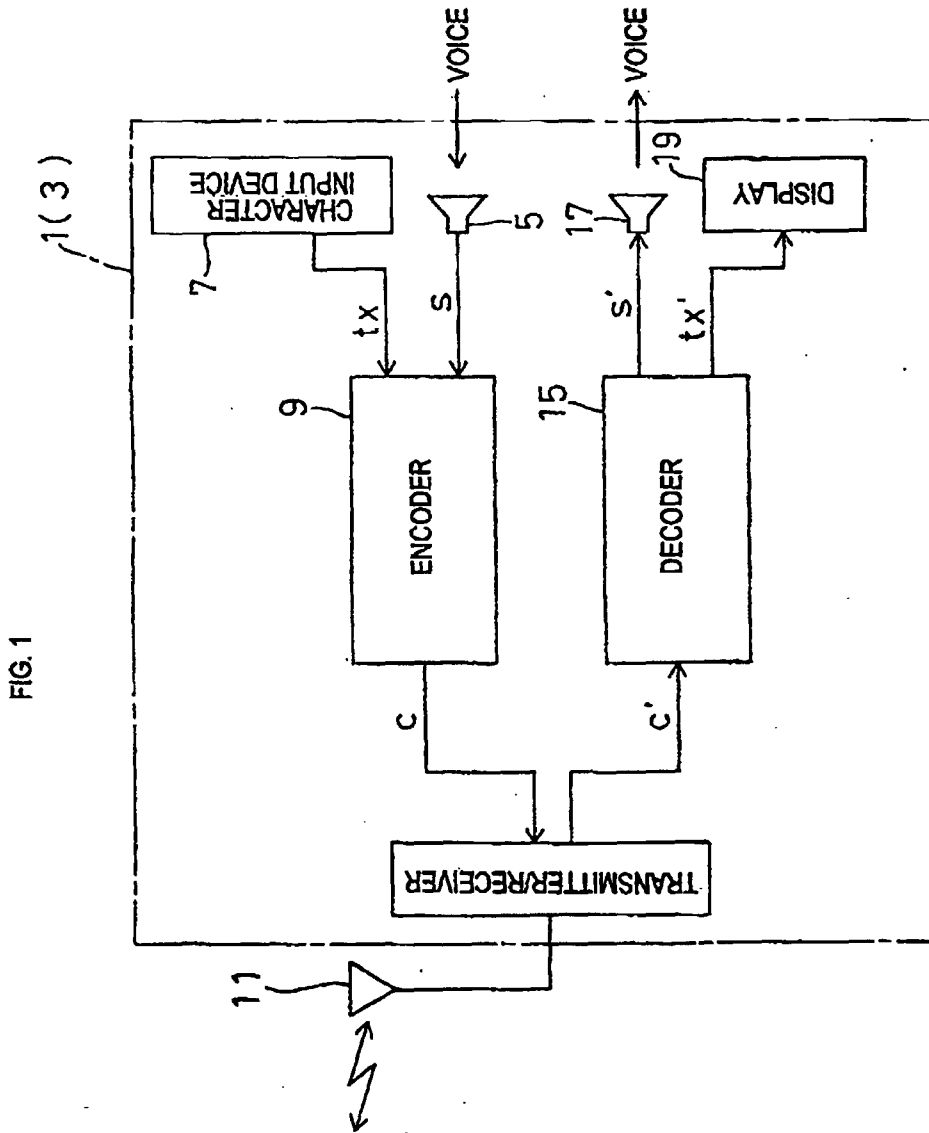 FIG. 1
1(3)
CHARACTER
INPUT DEVICE
7
tx
5
s
VOICE
9
ENCODER
c
11
TRANSMITTER/RECEIVER
c'
15
DECODER
s'
17
VOICE
tx'
19
DISPLAY